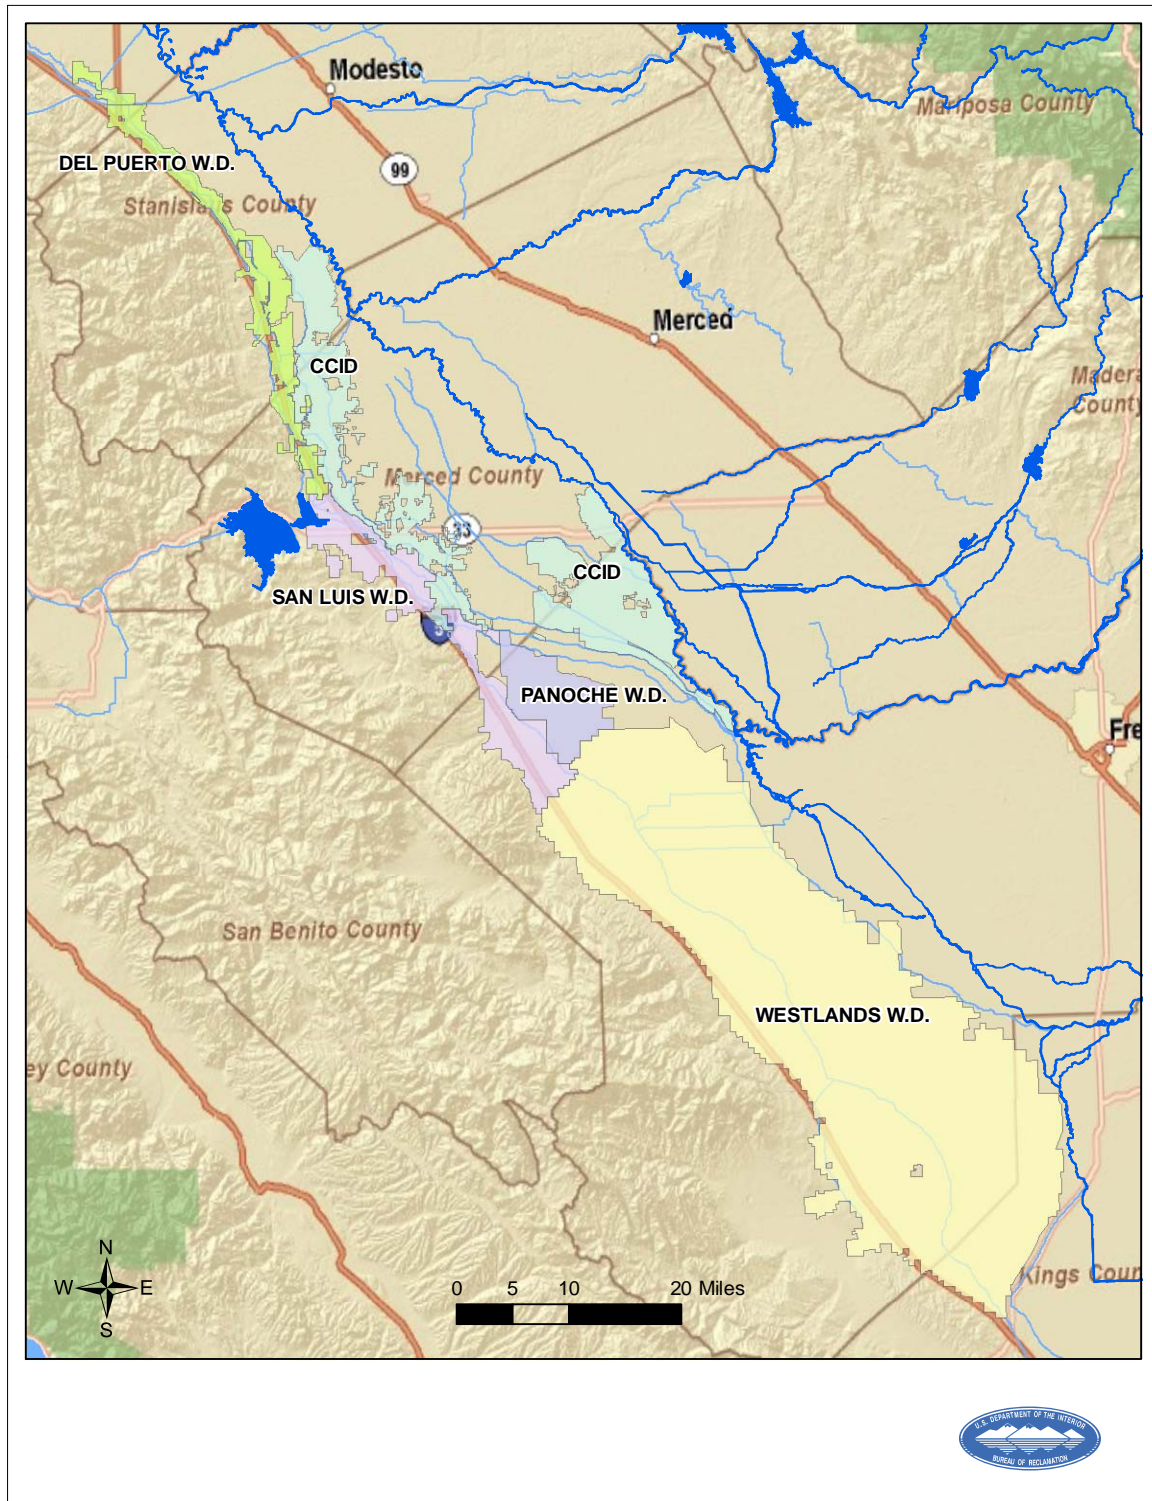 Modesto
Mariposa County
DEL PUERTO W.D.
99
Stanislaus County
Merced
CCID
Madera
County
Merced County
33
CCID
SAN LUIS W.D.
5
PANOCHE W.D.
Fre
San Benito County
WESTLANDS W.D.
ey County
N
W E
S
0 5 10 20 Miles
Kings Coun
U.S. DEPARTMENT OF THE INTERIOR
BUREAU OF RECLAMATION